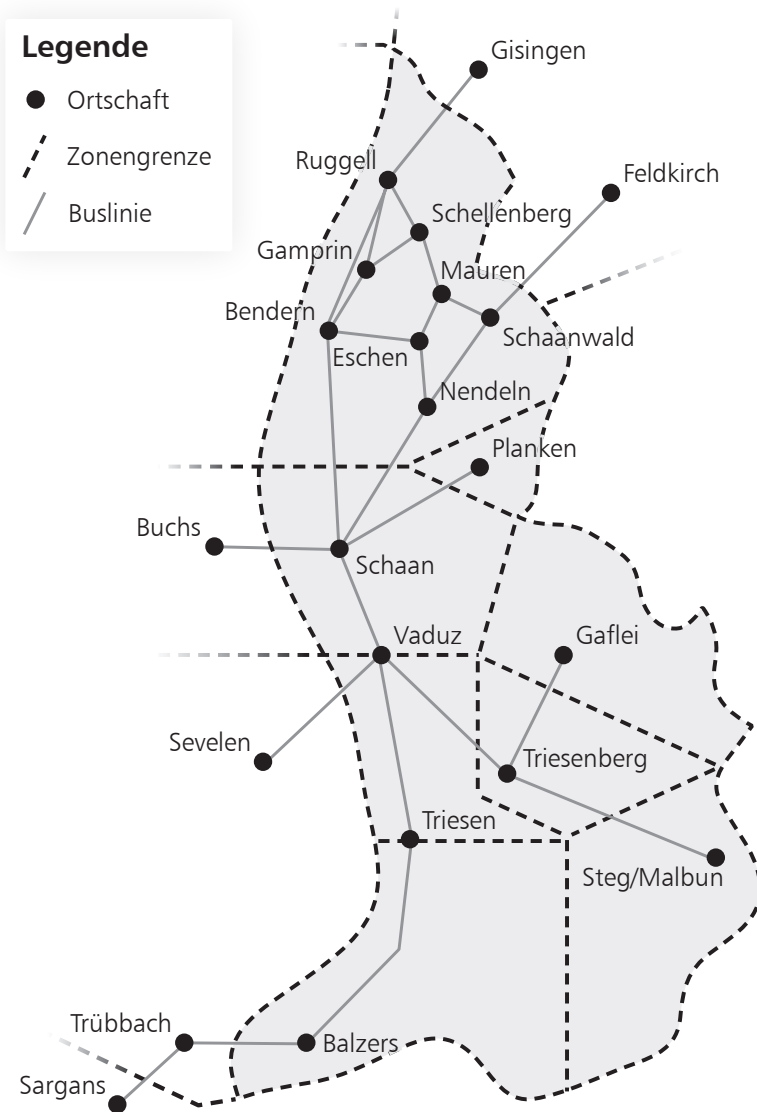 Legende
Ortschaft
Zonengrenze
Buslinie
Gisingen
Ruggell
Feldkirch
Schellenberg
Gamprin
Mauren
Bendern
Schaanwald
Eschen
Nendeln
Planken
Buchs
Schaan
Vaduz
Gaflei
Sevelen
Triesenberg
Triesen
Steg/Malbun
Trübbach
Balzers
Sargans